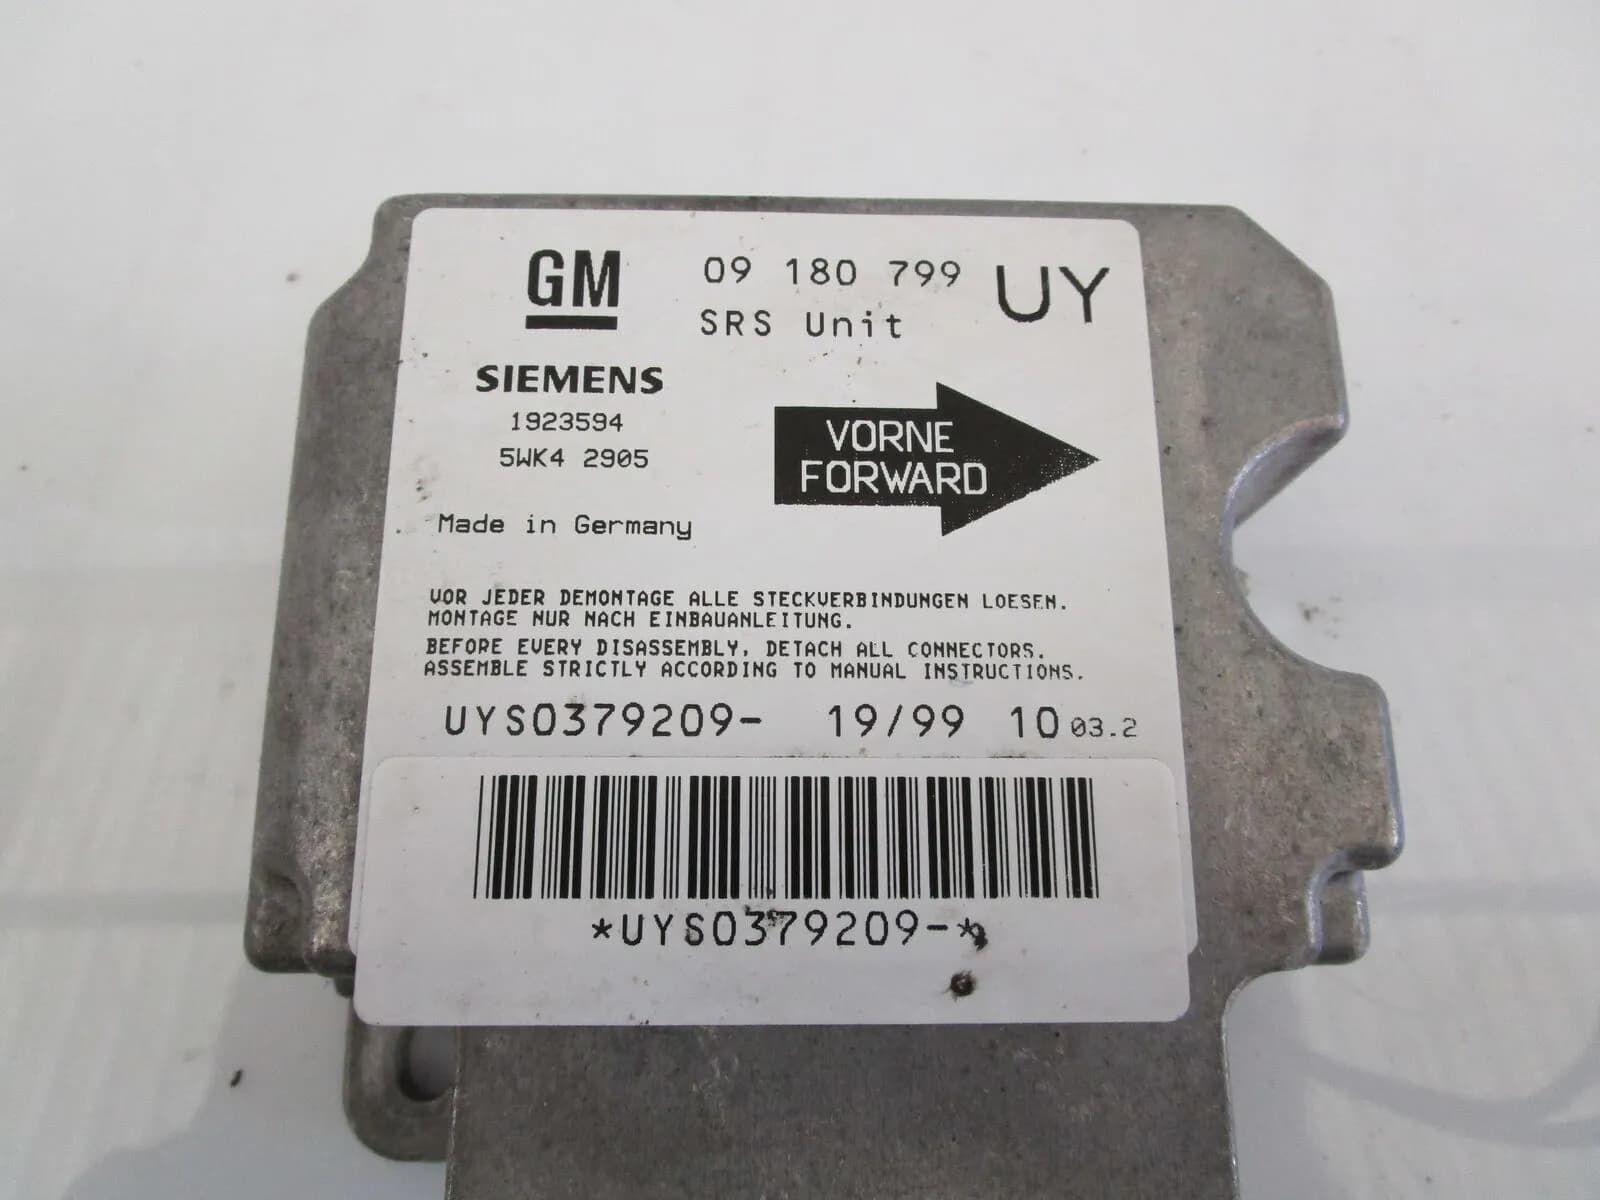 GM
09 180 799 UY
SRS Unit
SIEMENS
1923594
5WK4 2905
VORNE
FORWARD
Made in Germany
VOR JEDER DEMONTAGE ALLE STECKVERBINDUNGEN LOESEN.
MONTAGE NUR NACH EINBAUANLEITUNG.
BEFORE EVERY DISASSEMBLY, DETACH ALL CONNECTORS.
ASSEMBLE STRICTLY ACCORDING TO MANUAL INSTRUCTIONS.
UYS0379209- 19/99 10 03.2
*UYS0379209-*